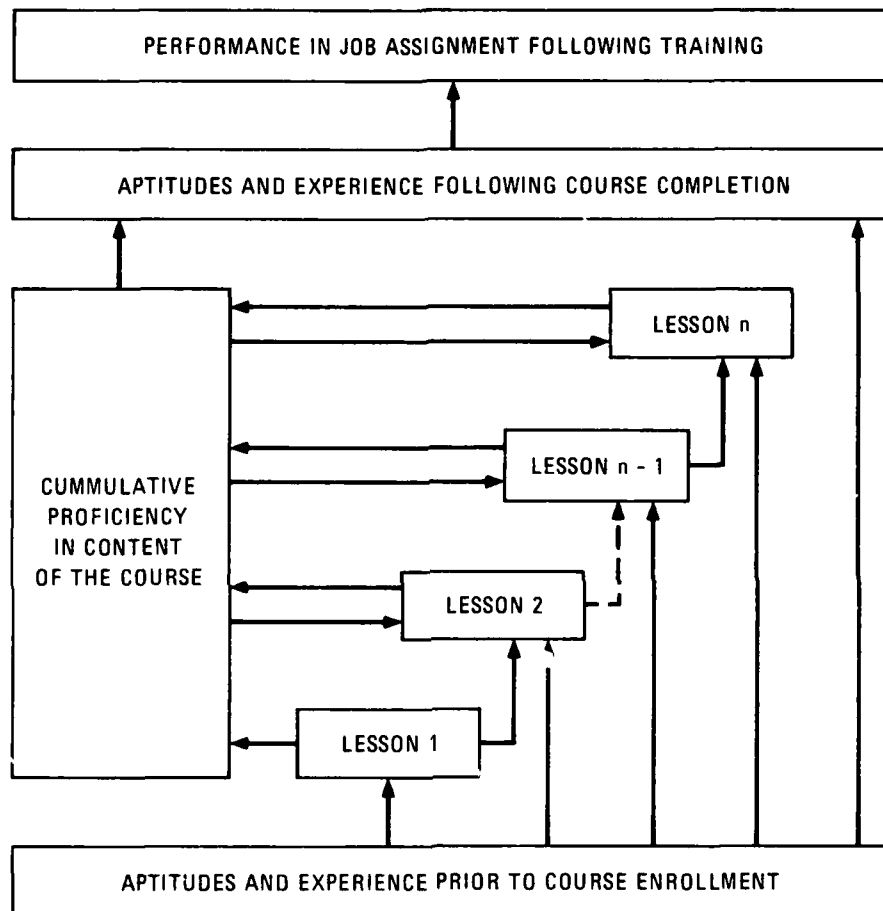 PERFORMANCE IN JOB ASSIGNMENT FOLLOWING TRAINING
APTITUDES AND EXPERIENCE FOLLOWING COURSE COMPLETION
LESSON n
LESSON n - 1
CUMMULATIVE
PROFICIENCY
IN CONTENT
OF THE COURSE
LESSON 2
LESSON 1
APTITUDES AND EXPERIENCE PRIOR TO COURSE ENROLLMENT